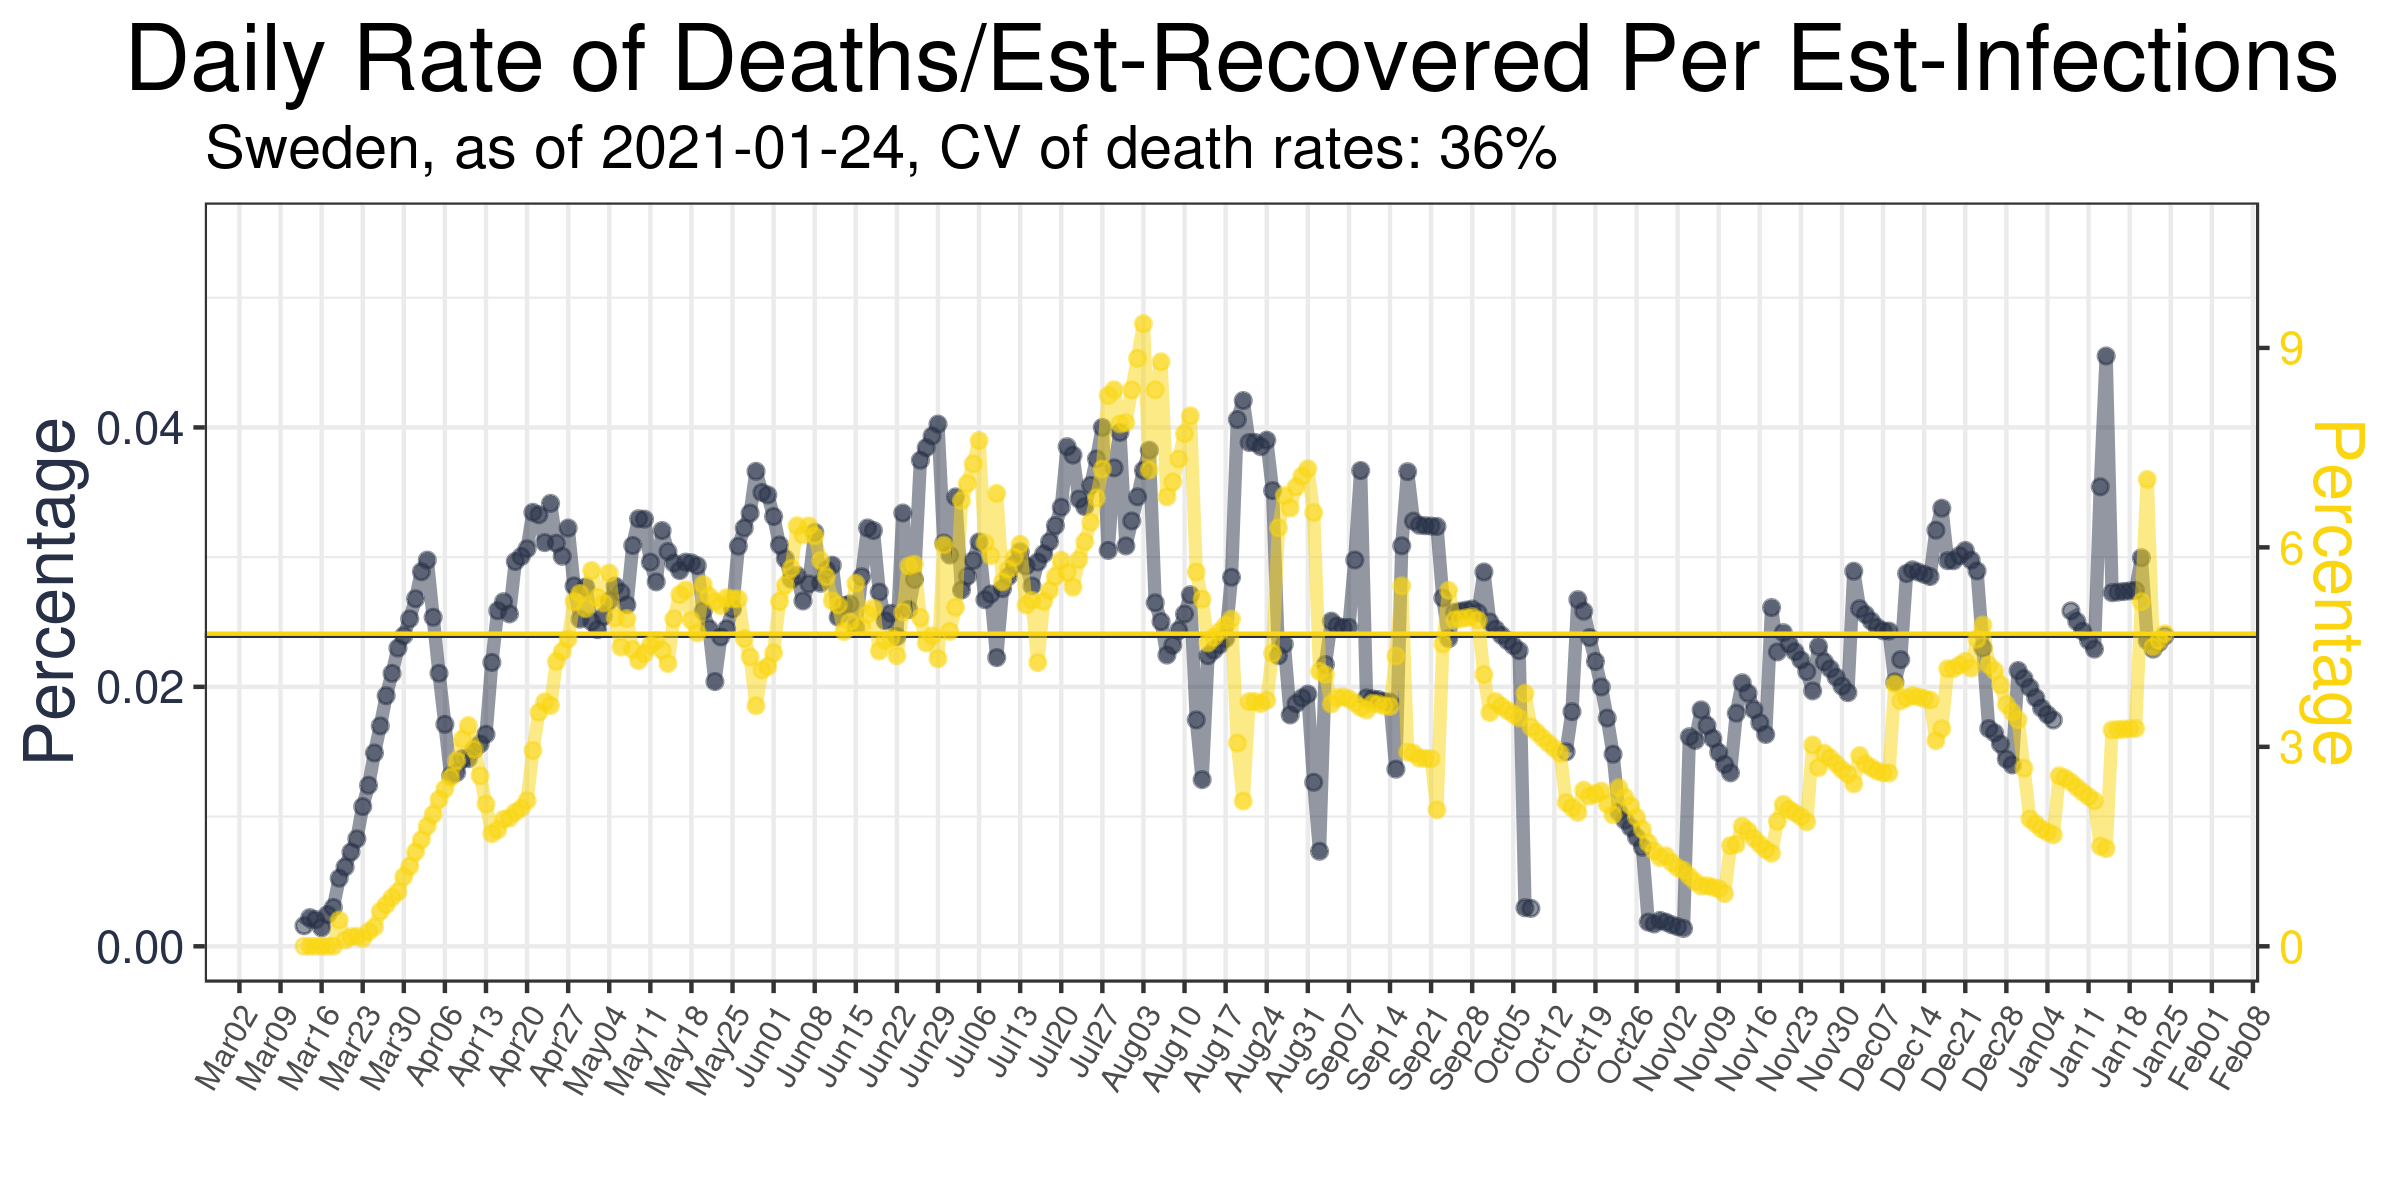 Daily Rate of Deaths/Est-Recovered Per Est-Infections
Sweden, as of 2021-01-24, CV of death rates: 36%
Percentage
0.04
0.02
0.00
9
6
3
0
Percentage
Mar02 Mar09 Mar16 Mar23 Mar30 Apr06 Apr13 Apr20 Apr27 May04 May11 May18 May25 Jun01 Jun08 Jun15 Jun22 Jun29 Jul06 Jul13 Jul20 Jul27 Aug03 Aug10 Aug17 Aug24 Aug31 Sep07 Sep14 Sep21 Sep28 Oct05 Oct12 Oct19 Oct26 Nov02 Nov09 Nov16 Nov23 Nov30 Dec07 Dec14 Dec21 Dec28 Jan04 Jan11 Jan18 Jan25 Feb01 Feb08